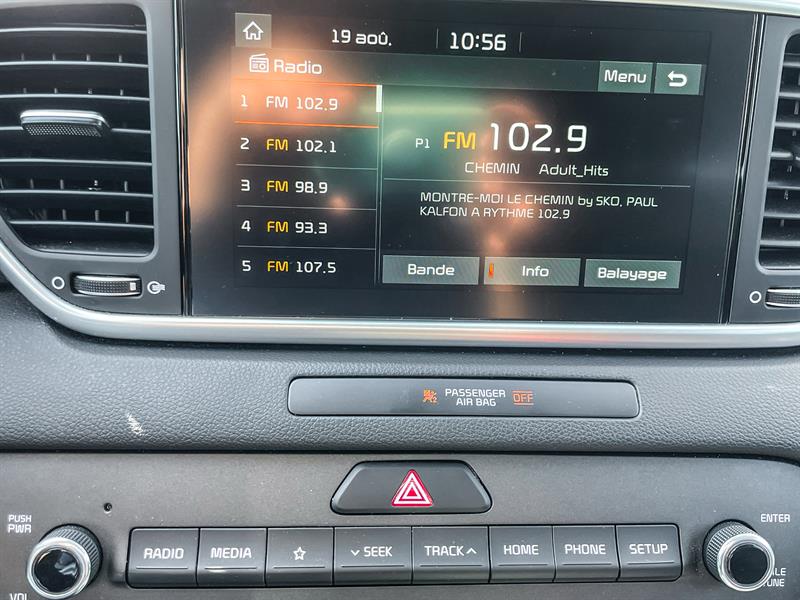 19 aoû. 10:56
Radio Menu
1 FM 102.9
2 FM 102.1
3 FM 98.9
4 FM 93.3
5 FM 107.5
P1 FM 102.9
CHEMIN Adult_Hits
MONTRE-MOI LE CHEMIN by SKO, PAUL
KALFON A RYTHME 102.9
Bande Info Balayage
PASSENGER
AIR BAG OFF
PUSH
PWR
VOL
RADIO MEDIA SEEK TRACK HOME PHONE SETUP
ENTER
TUNE